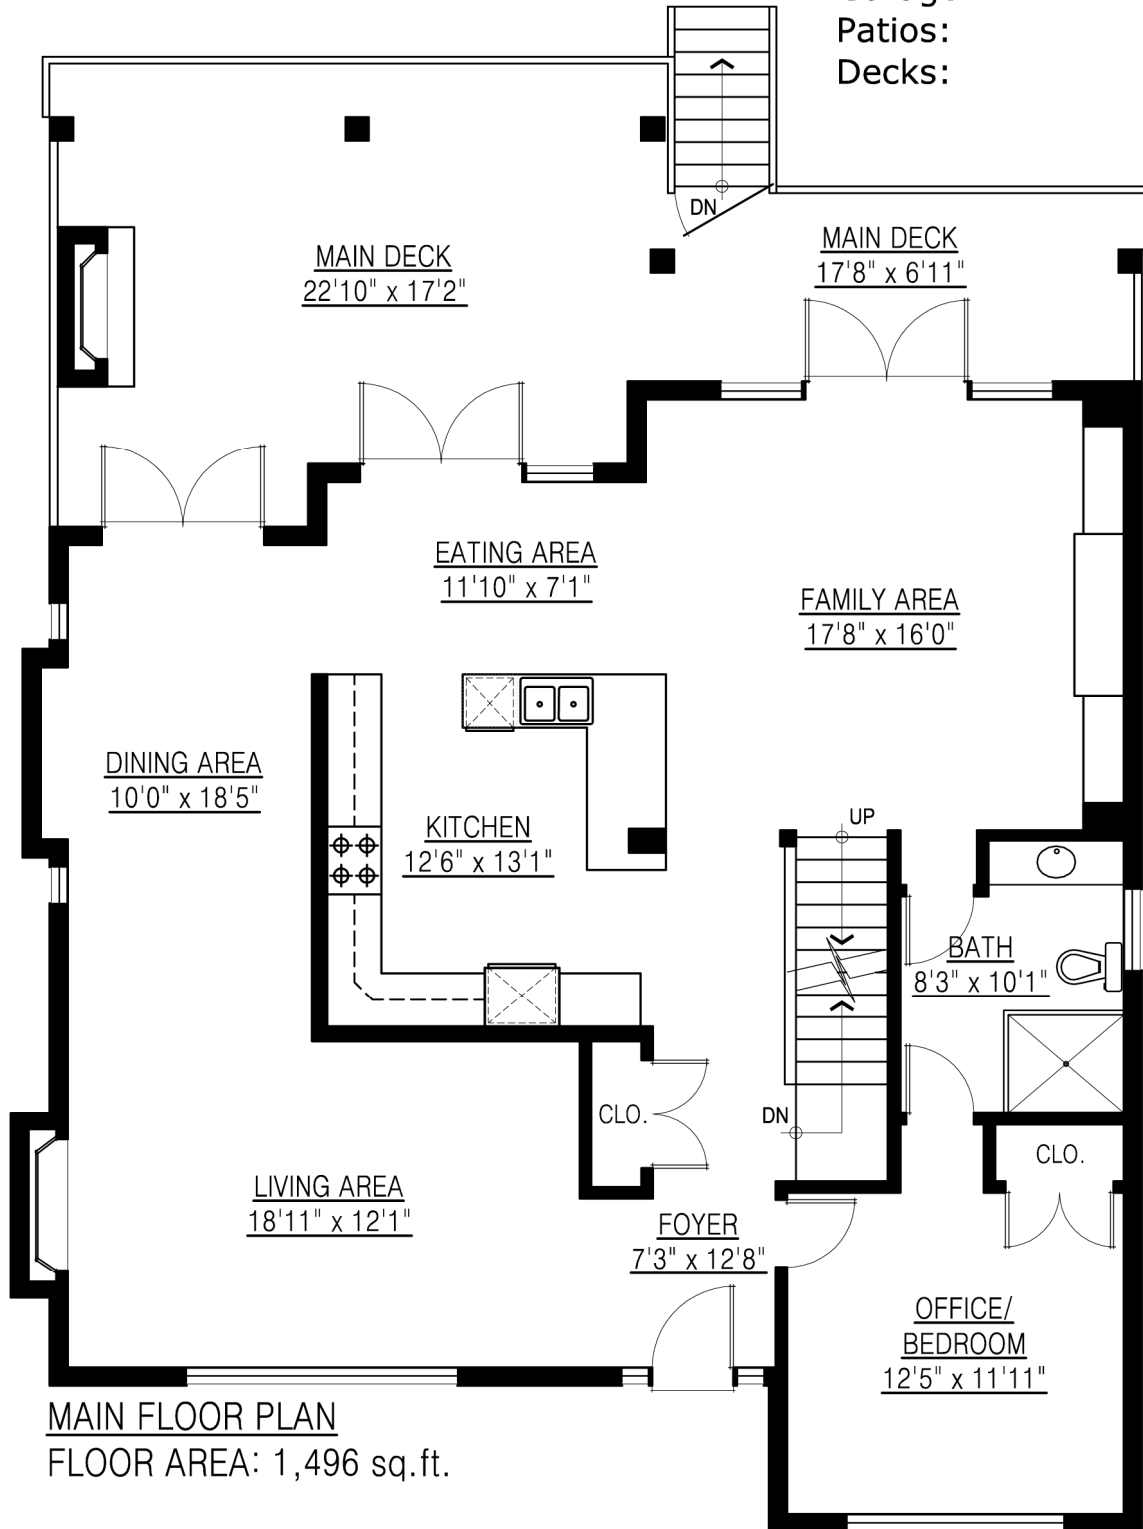 Patios:
Decks:
DN
MAIN DECK
22'10" x 17'2"
MAIN DECK
17'8" x 6'11"
EATING AREA
11'10" x 7'1"
FAMILY AREA
17'8" x 16'0"
DINING AREA
10'0" x 18'5"
KITCHEN
12'6" x 13'1"
UP
BATH
8'3" x 10'1"
CLO.
DN
CLO.
LIVING AREA
18'11" x 12'1"
FOYER
7'3" x 12'8"
OFFICE/
BEDROOM
12'5" x 11'11"
MAIN FLOOR PLAN
FLOOR AREA: 1,496 sq.ft.